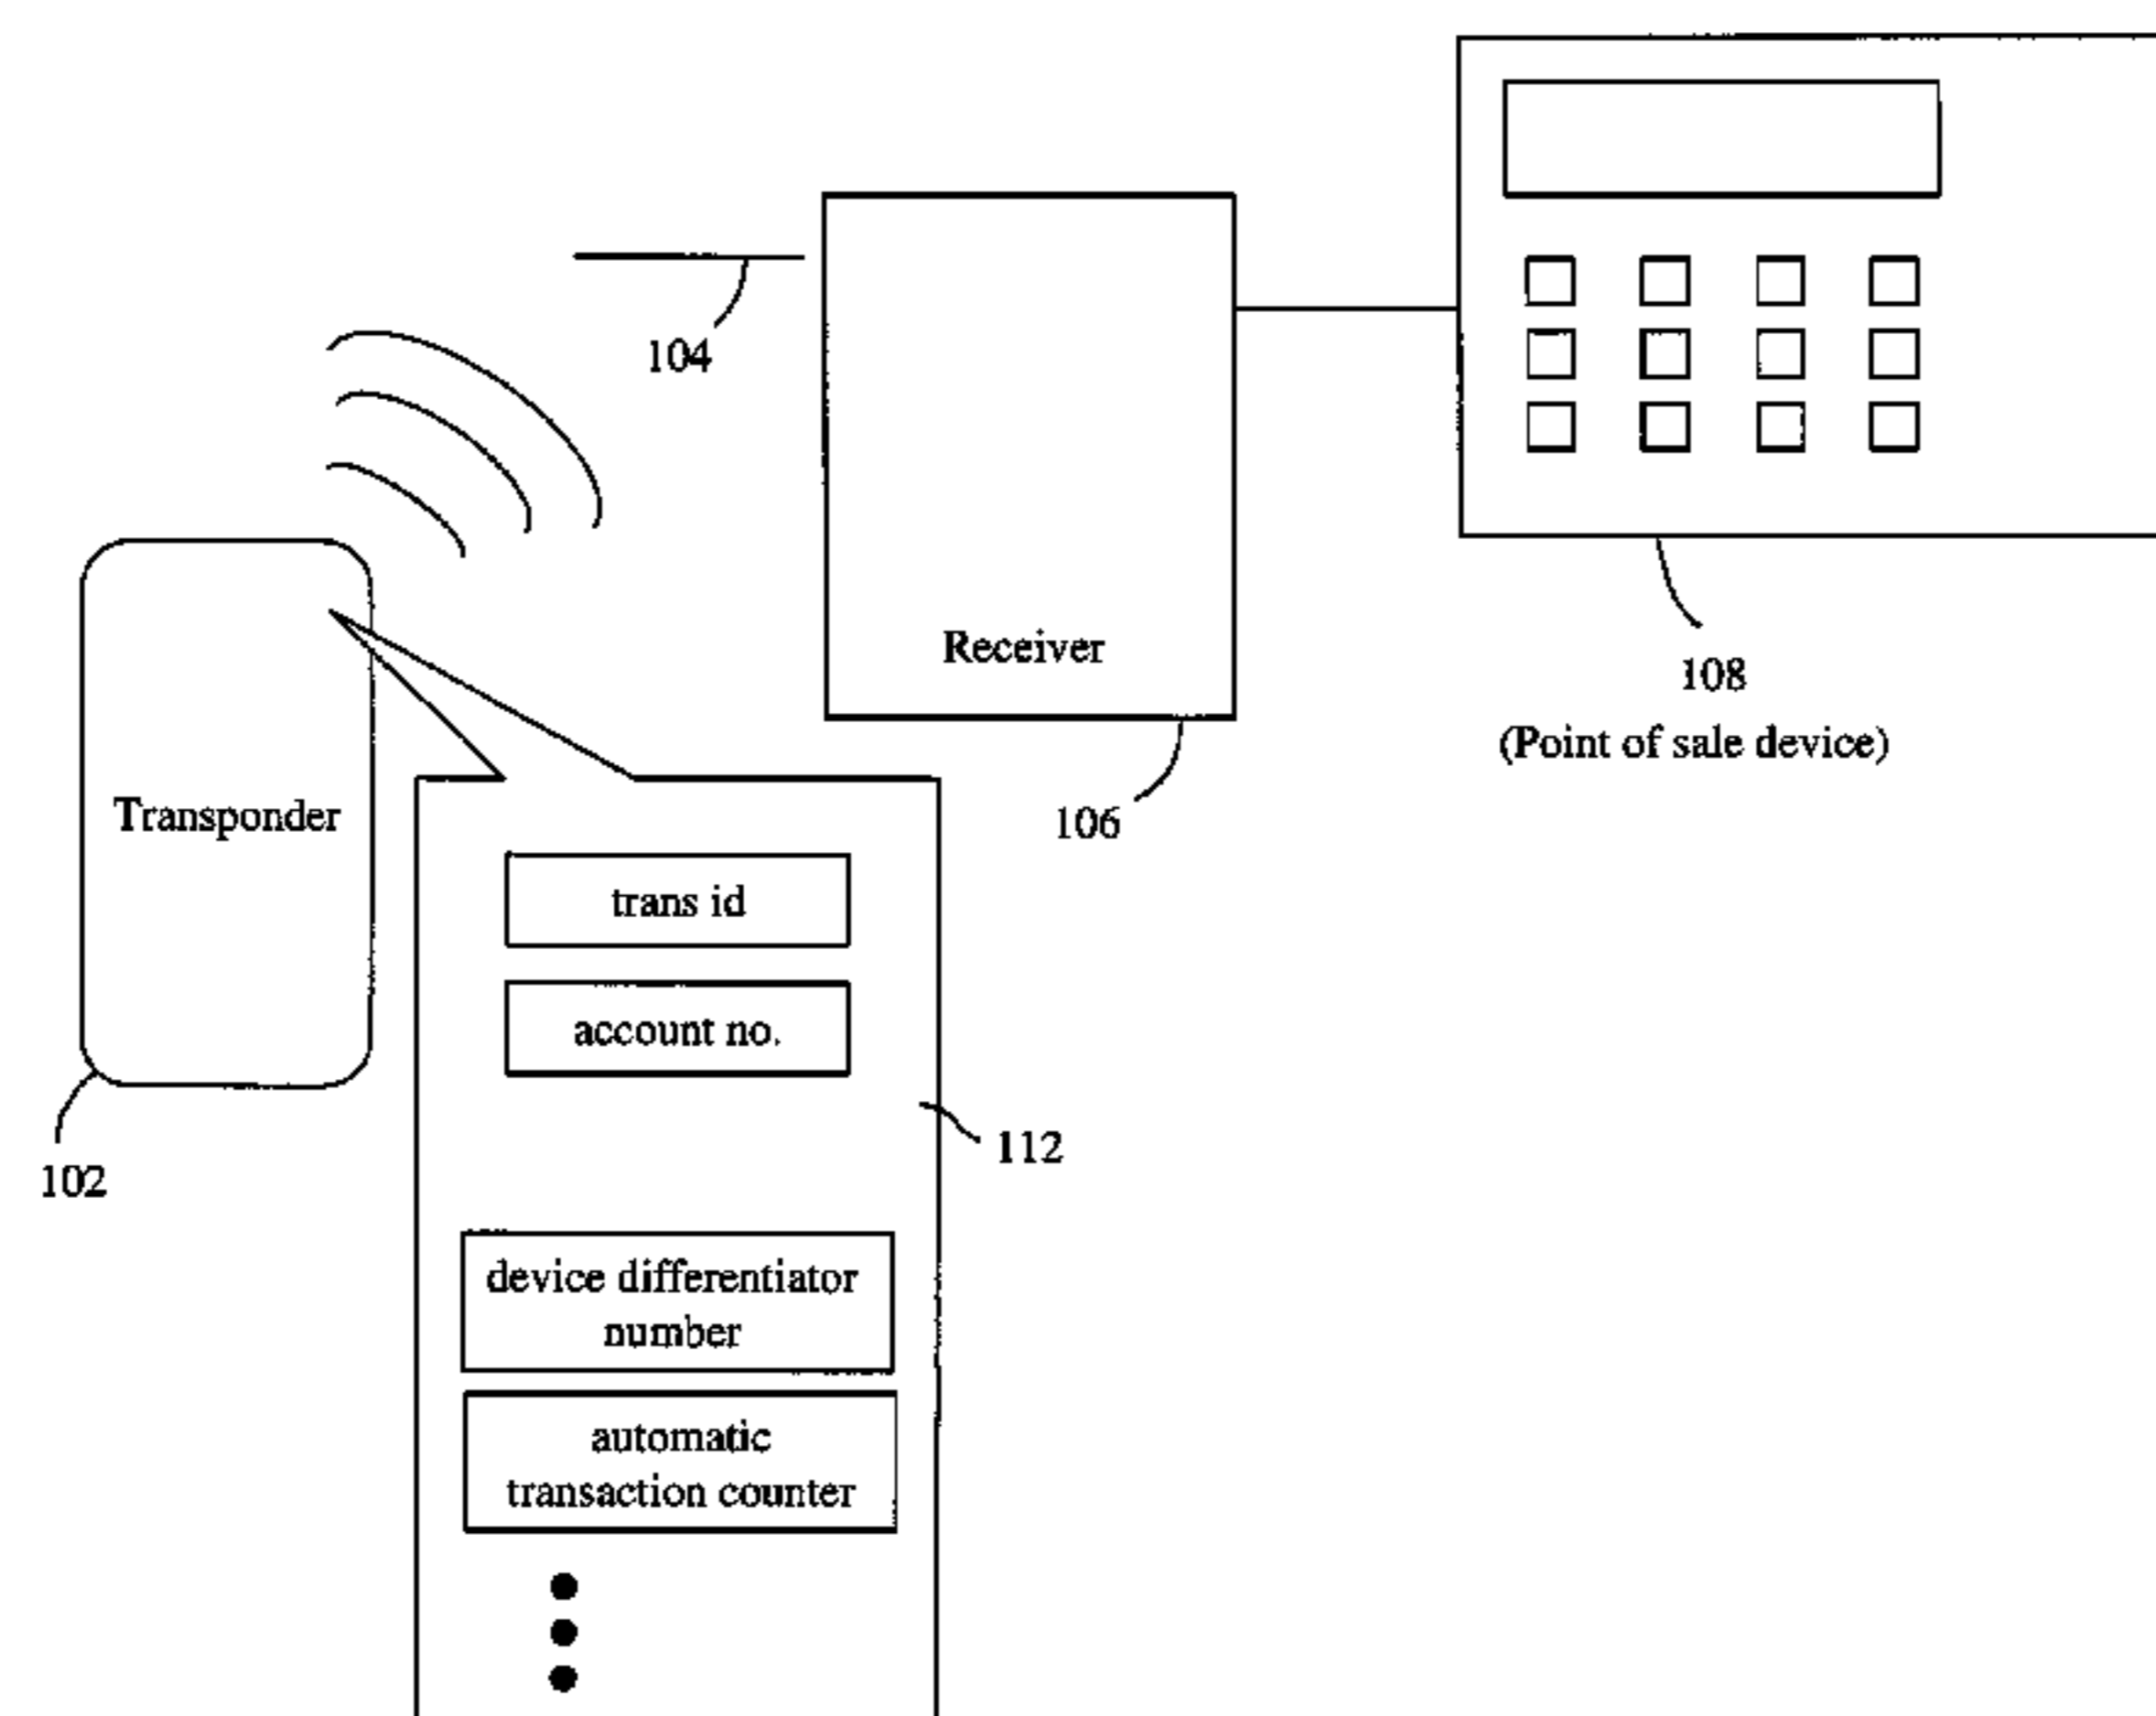 104
Receiver
108
(Point of sale device)
106
Transponder
trans id
account no.
112
102
device differentiator
number
automatic
transaction counter